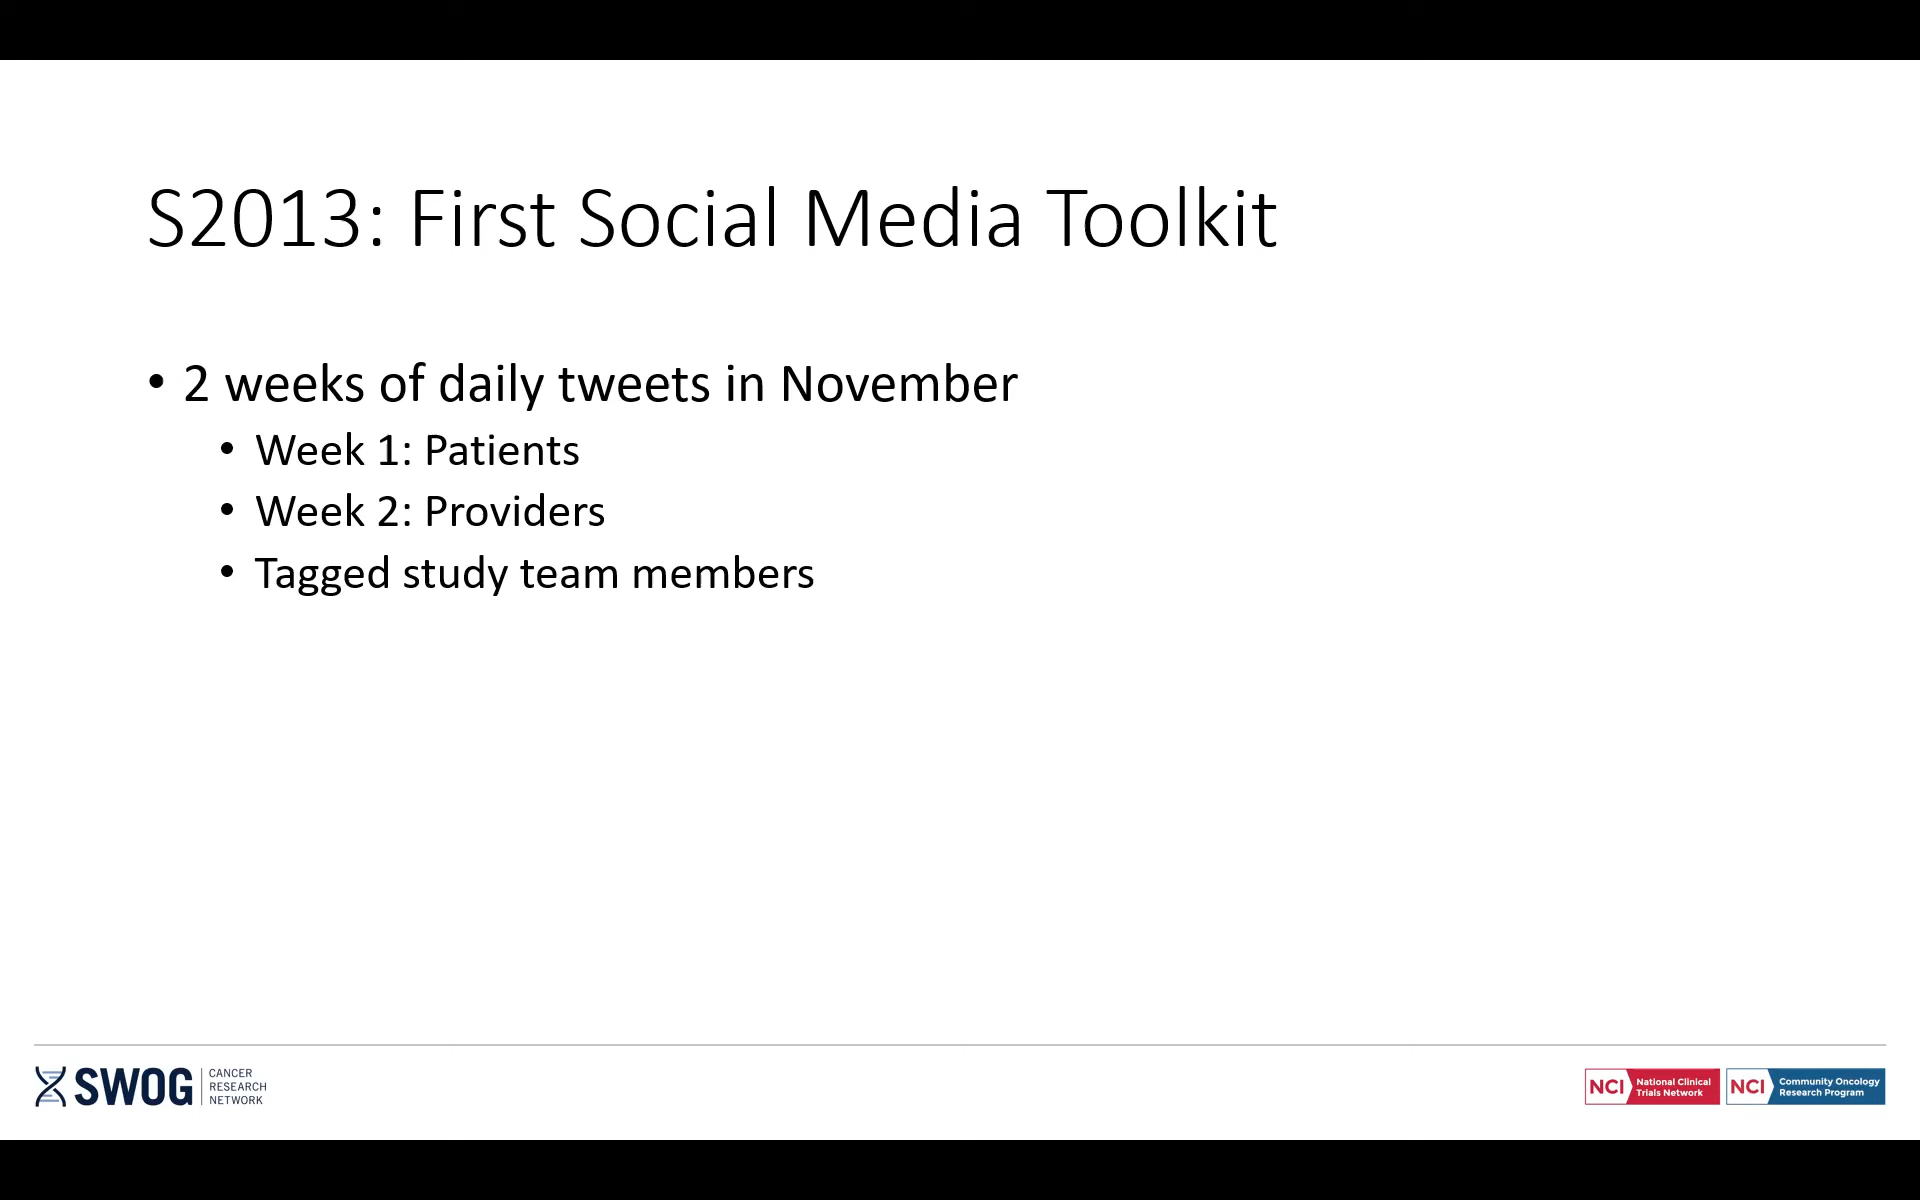 S2013: First Social Media Toolkit
• 2 weeks of daily tweets in November
• Week 1: Patients
• Week 2: Providers
• Tagged study team members
SWOG
CANCER
RESEARCH
NETWORK
NCI
National Clinical
Trials Network
NCI
Community Oncology
Research Program